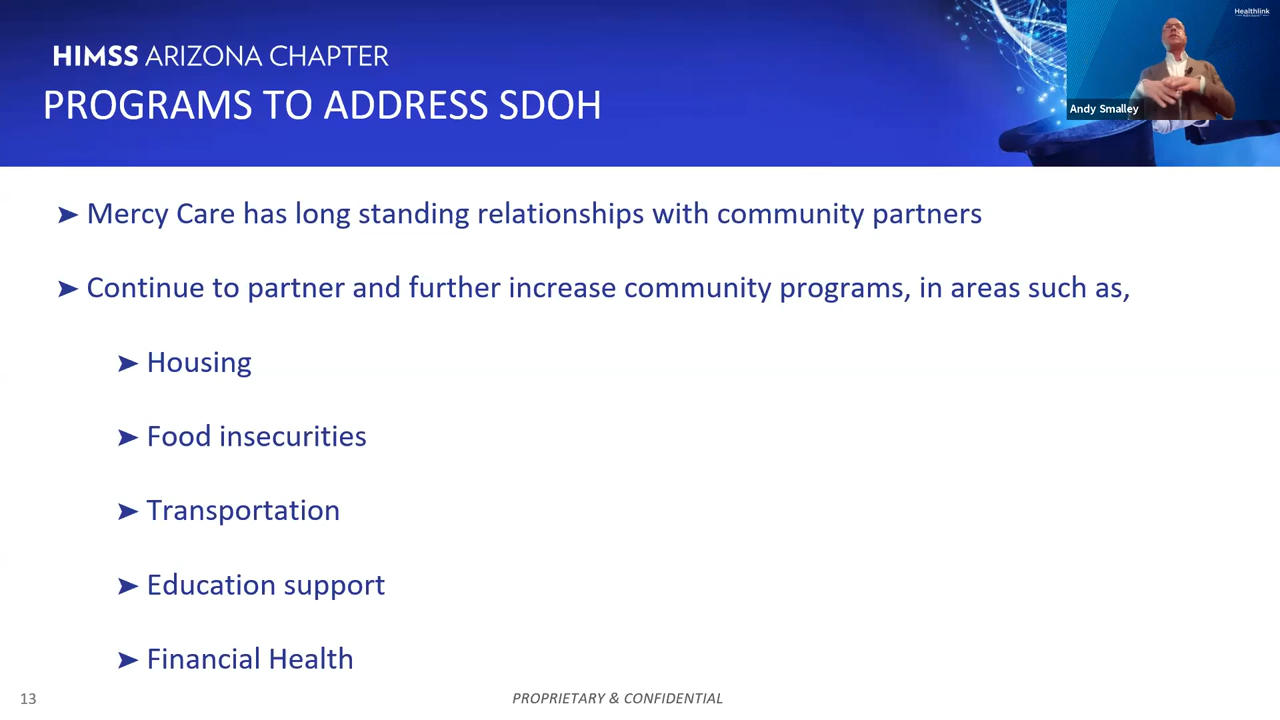 HIMSS ARIZONA CHAPTER
PROGRAMS TO ADDRESS SDOH
Healthlink
Andy Smalley
➤ Mercy Care has long standing relationships with community partners
➤ Continue to partner and further increase community programs, in areas such as,
➤ Housing
➤ Food insecurities
➤ Transportation
➤ Education support
➤ Financial Health
13
PROPRIETARY & CONFIDENTIAL